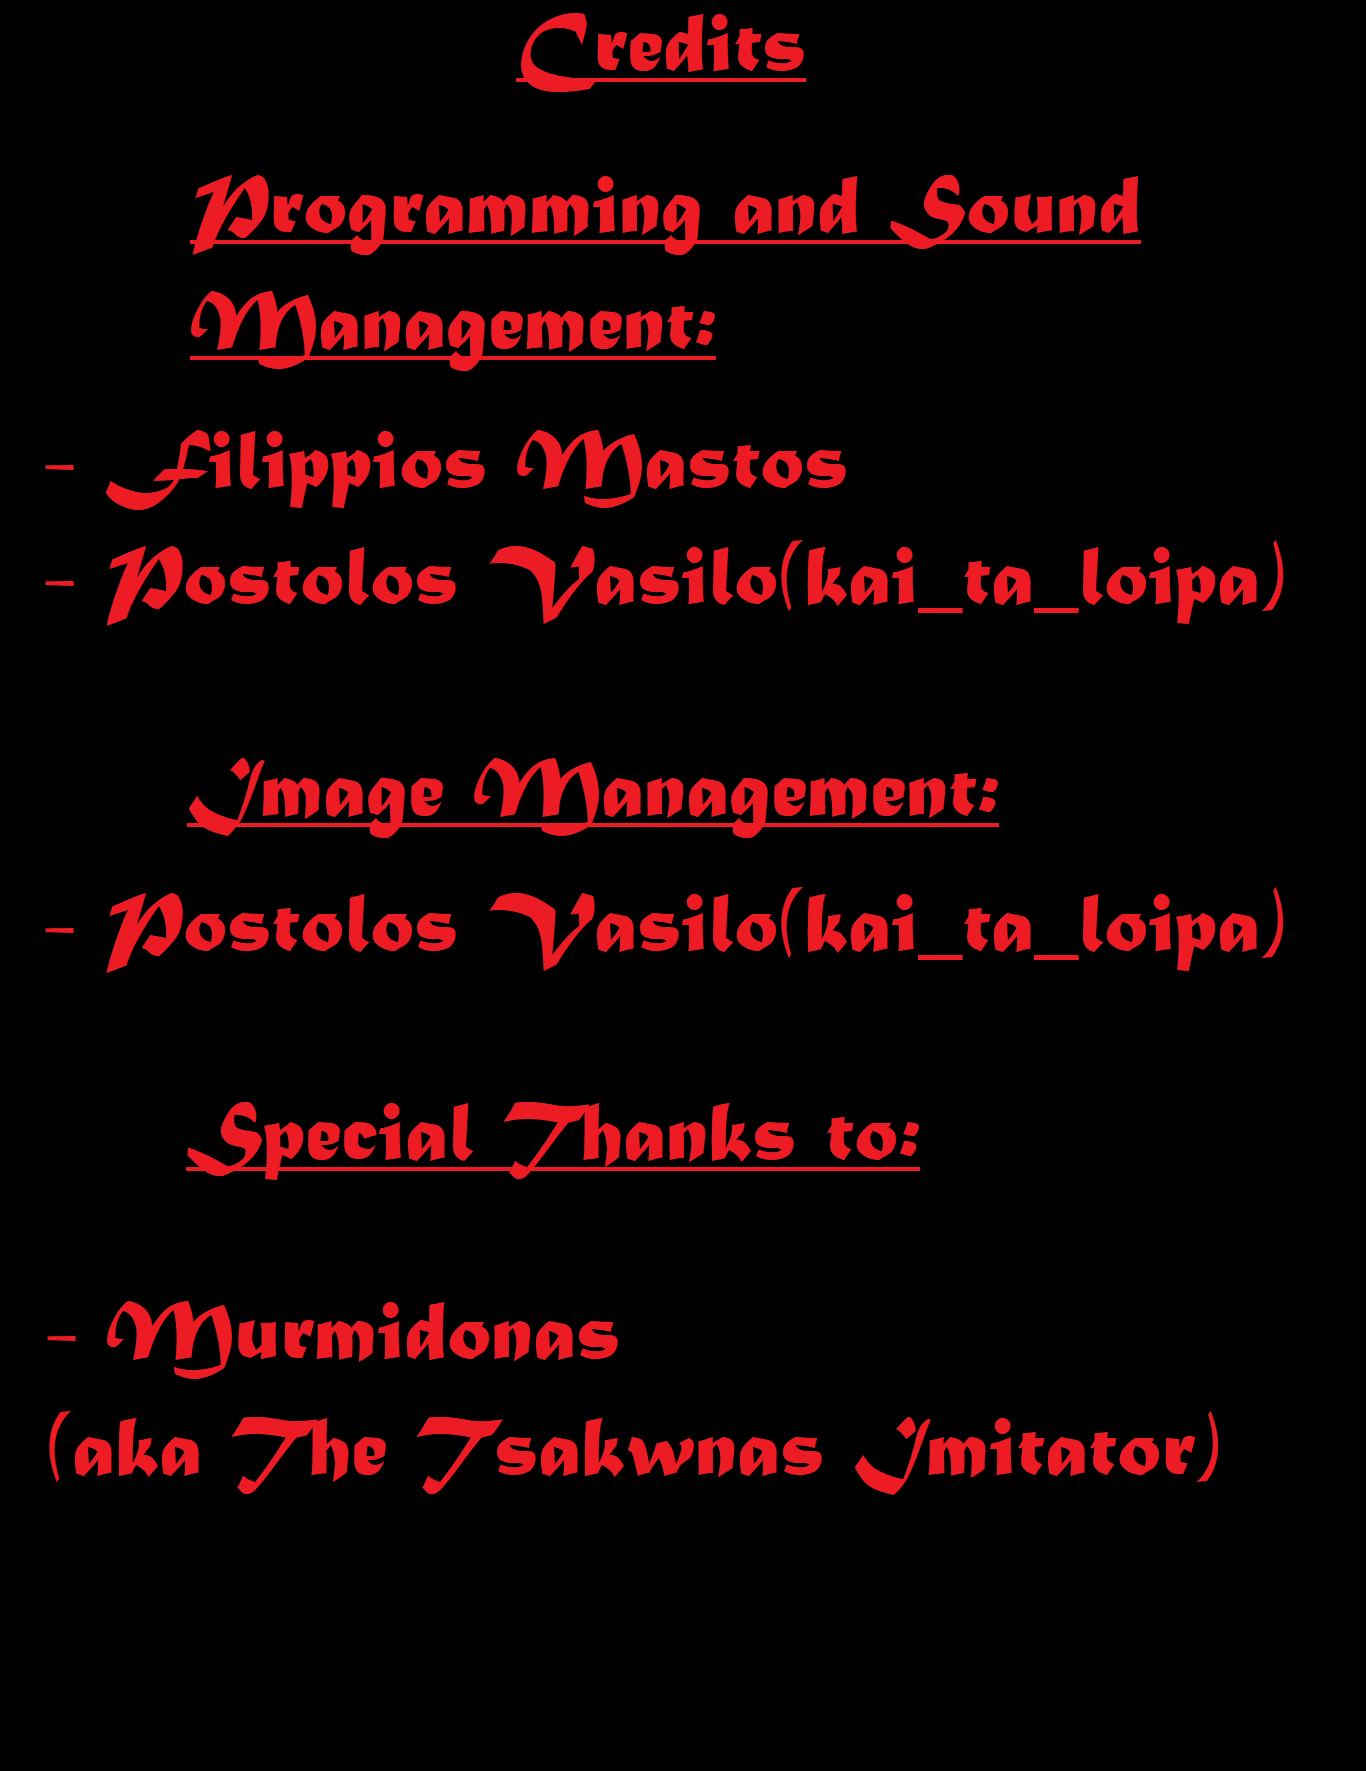 Credits
Programming and Sound
Management:
- Filippios Mastos
- Postolos Vasilo(kai_ta_loipa)
Image Management:
- Postolos Vasilo(kai_ta_loipa)
Special Thanks to:
- Murmidonas
(aka The Tsakwnas Imitator)